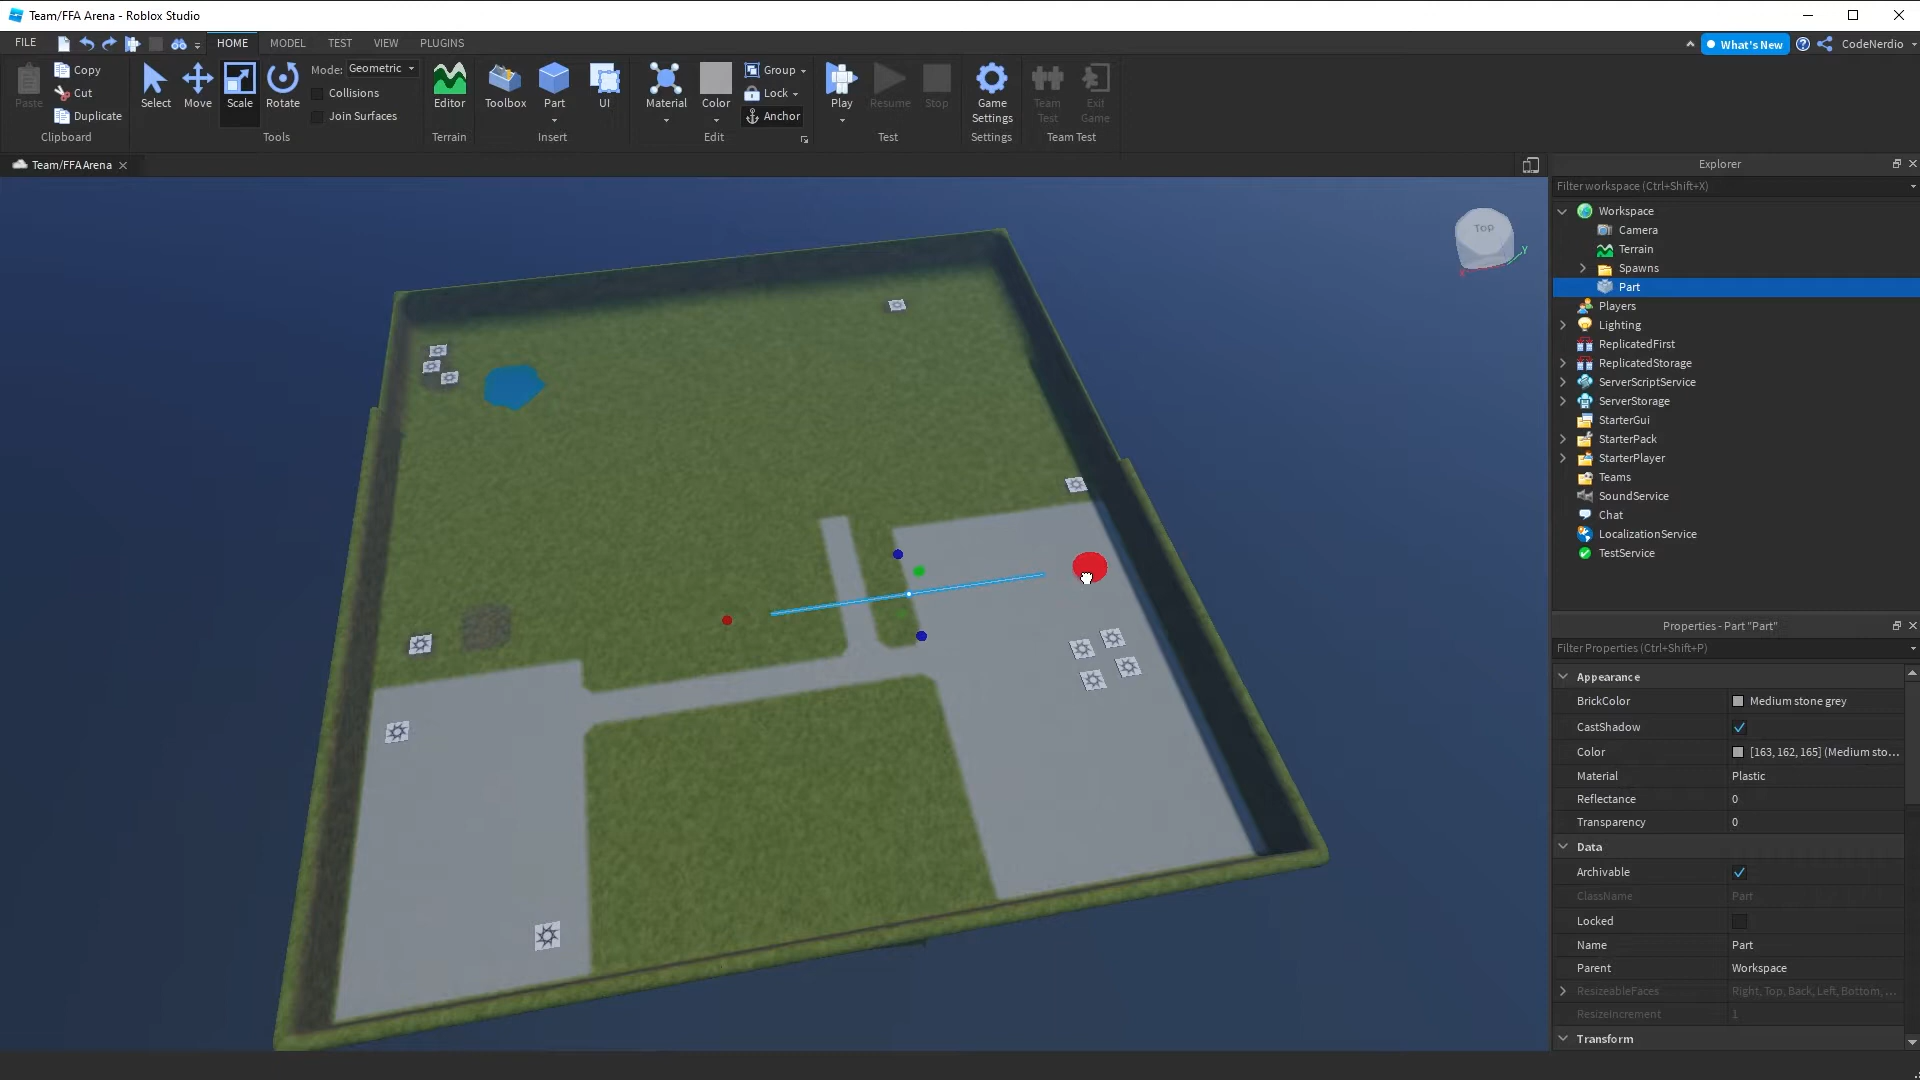 Team/FFA Arena - Roblox Studio
FILE HOME MODEL TEST VIEW PLUGINS What's New CodeNerdio
Paste Copy Cut Duplicate Clipboard
Select Move Scale Rotate Mode: Geometric Collisions Join Surfaces Tools
Editor Terrain
Toolbox Part UI Insert
Material Color Group Lock Anchor Edit
Play Resume Stop Test
Game Settings Settings
Team Test Exit Game Team Test
Team/FFA Arena
Top
x
y
Explorer
Filter workspace (Ctrl+Shift+X)
Workspace
Camera
Terrain
Spawns
Part
Players
Lighting
ReplicatedFirst
ReplicatedStorage
ServerScriptService
ServerStorage
StarterGui
StarterPack
StarterPlayer
Teams
SoundService
Chat
LocalizationService
TestService
Properties - Part "Part"
Filter Properties (Ctrl+Shift+P)
Appearance
BrickColor Medium stone grey
CastShadow
Color [163, 162, 165] (Medium sto...
Material Plastic
Reflectance 0
Transparency 0
Data
Archivable
ClassName Part
Locked
Name Part
Parent Workspace
ResizeableFaces Right, Top, Back, Left, Bottom, ...
ResizeIncrement 1
Transform